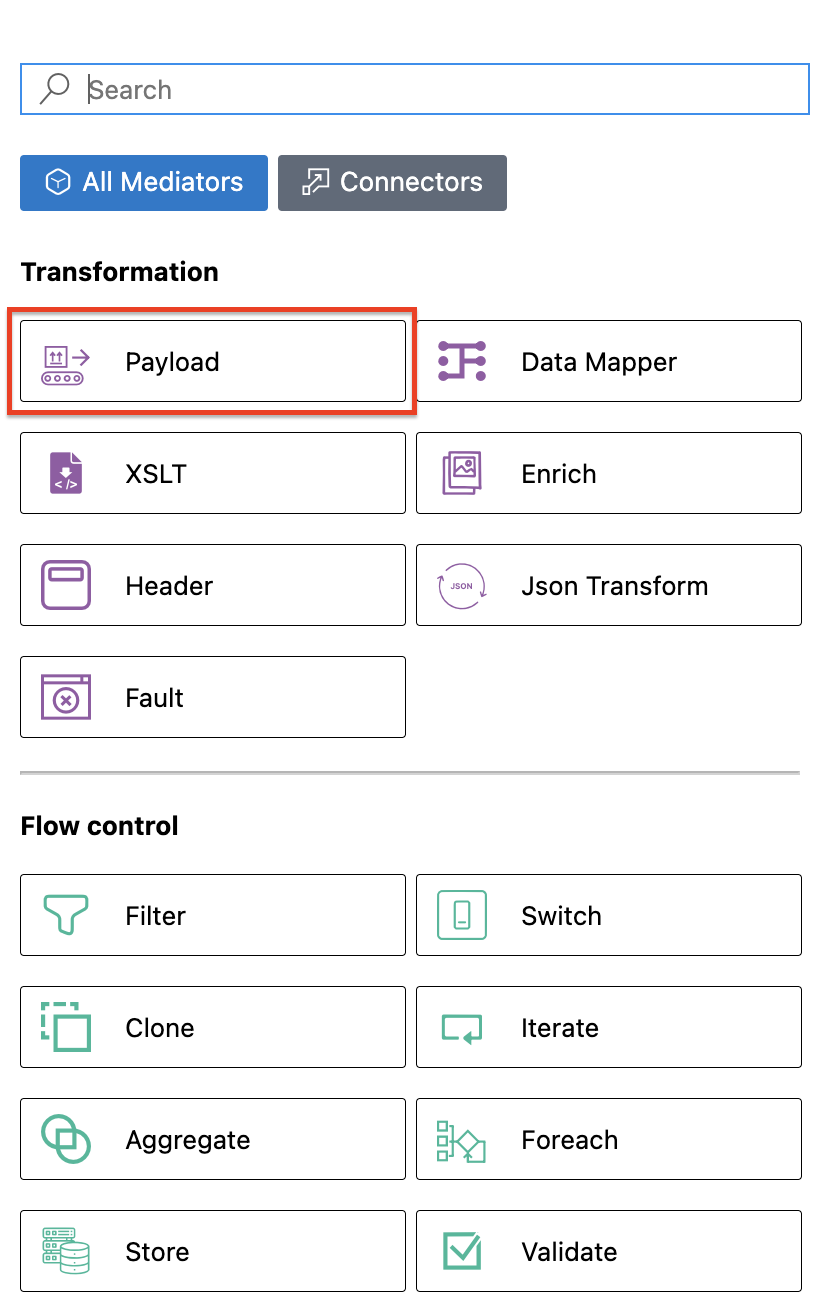 Search
All Mediators Connectors
Transformation
Payload Data Mapper
XSLT Enrich
Header JSON Json Transform
Fault
Flow control
Filter Switch
Clone Iterate
Aggregate Foreach
Store Validate